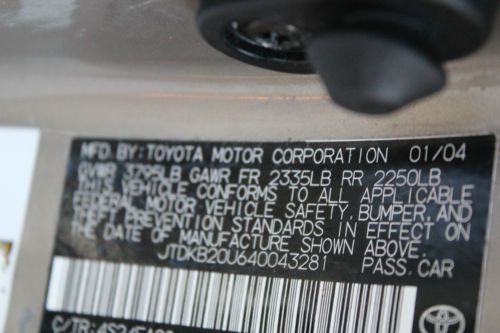 MFD. BY: TOYOTA MOTOR CORPORATION 01/04
GVWR 3795LB GAWR FR 2335LB RR 2250LB
THIS VEHICLE CONFORMS TO ALL APPLICABLE
FEDERAL MOTOR VEHICLE SAFETY, BUMPER, AND
THEFT PREVENTION STANDARDS IN EFFECT ON
THE DATE OF MANUFACTURE SHOWN ABOVE.
JTDKB20U640043281 PASS. CAR
C/TR: